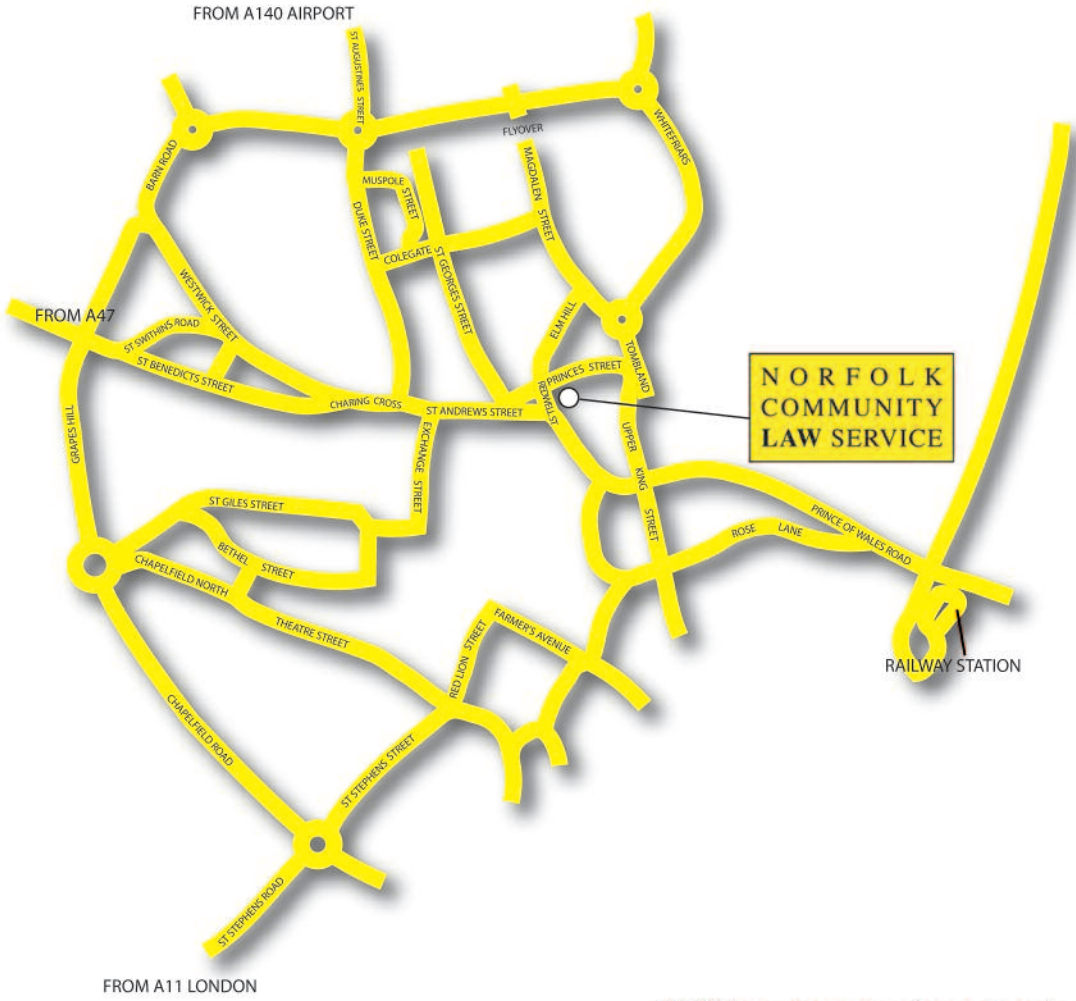 FROM A140 AIRPORT
ST AUGUSTINES STREET
FLYOVER
WHITEFRIARS
BARN ROAD
MUSPOLE
STREET
MAGDALEN STREET
DUKE STREET
COLEGATE
ST GEORGES STREET
WESTWICK STREET
FROM A47
ST SWITHINS ROAD
ST BENEDICTS STREET
ELM HILL
TOMBLAND
PRINCES STREET
REDWELL ST
CHARING CROSS
ST ANDREWS STREET
NORFOLK
COMMUNITY
LAW SERVICE
GRAPES HILL
EXCHANGE STREET
UPPER KING STREET
ST GILES STREET
PRINCE OF WALES ROAD
ROSE LANE
BETHEL STREET
CHAPELFIELD NORTH
THEATRE STREET
RED LION STREET
FARMER'S AVENUE
RAILWAY STATION
CHAPELFIELD ROAD
ST STEPHENS STREET
ST STEPHENS ROAD
FROM A11 LONDON